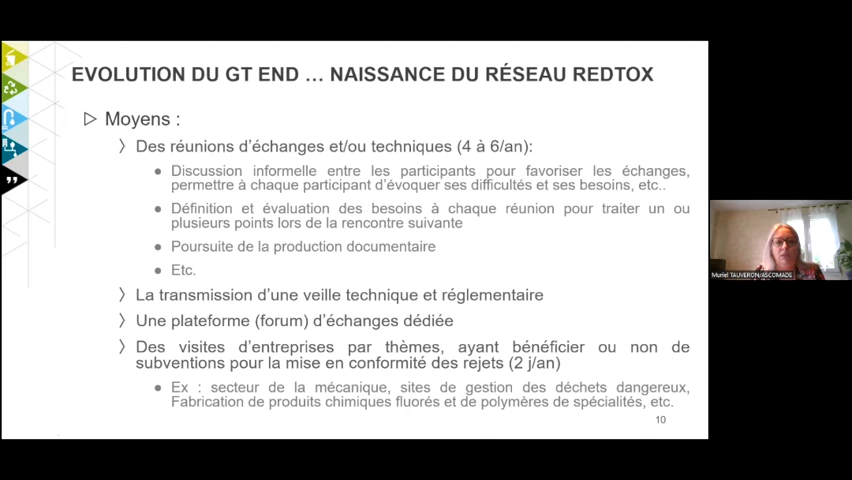 EVOLUTION DU GT END … NAISSANCE DU RÉSEAU REDTOX
Moyens :
Des réunions d'échanges et/ou techniques (4 à 6/an):
Discussion informelle entre les participants pour favoriser les échanges,
permettre à chaque participant d'évoquer ses difficultés et ses besoins, etc..
Définition et évaluation des besoins à chaque réunion pour traiter un ou
plusieurs points lors de la rencontre suivante
Poursuite de la production documentaire
Etc.
La transmission d'une veille technique et réglementaire
Une plateforme (forum) d'échanges dédiée
Des visites d'entreprises par thèmes, ayant bénéficier ou non de
subventions pour la mise en conformité des rejets (2 j/an)
Ex : secteur de la mécanique, sites de gestion des déchets dangereux,
Fabrication de produits chimiques fluorés et de polymères de spécialités, etc.
10
Muriel TAUVERON/ASCOMADE